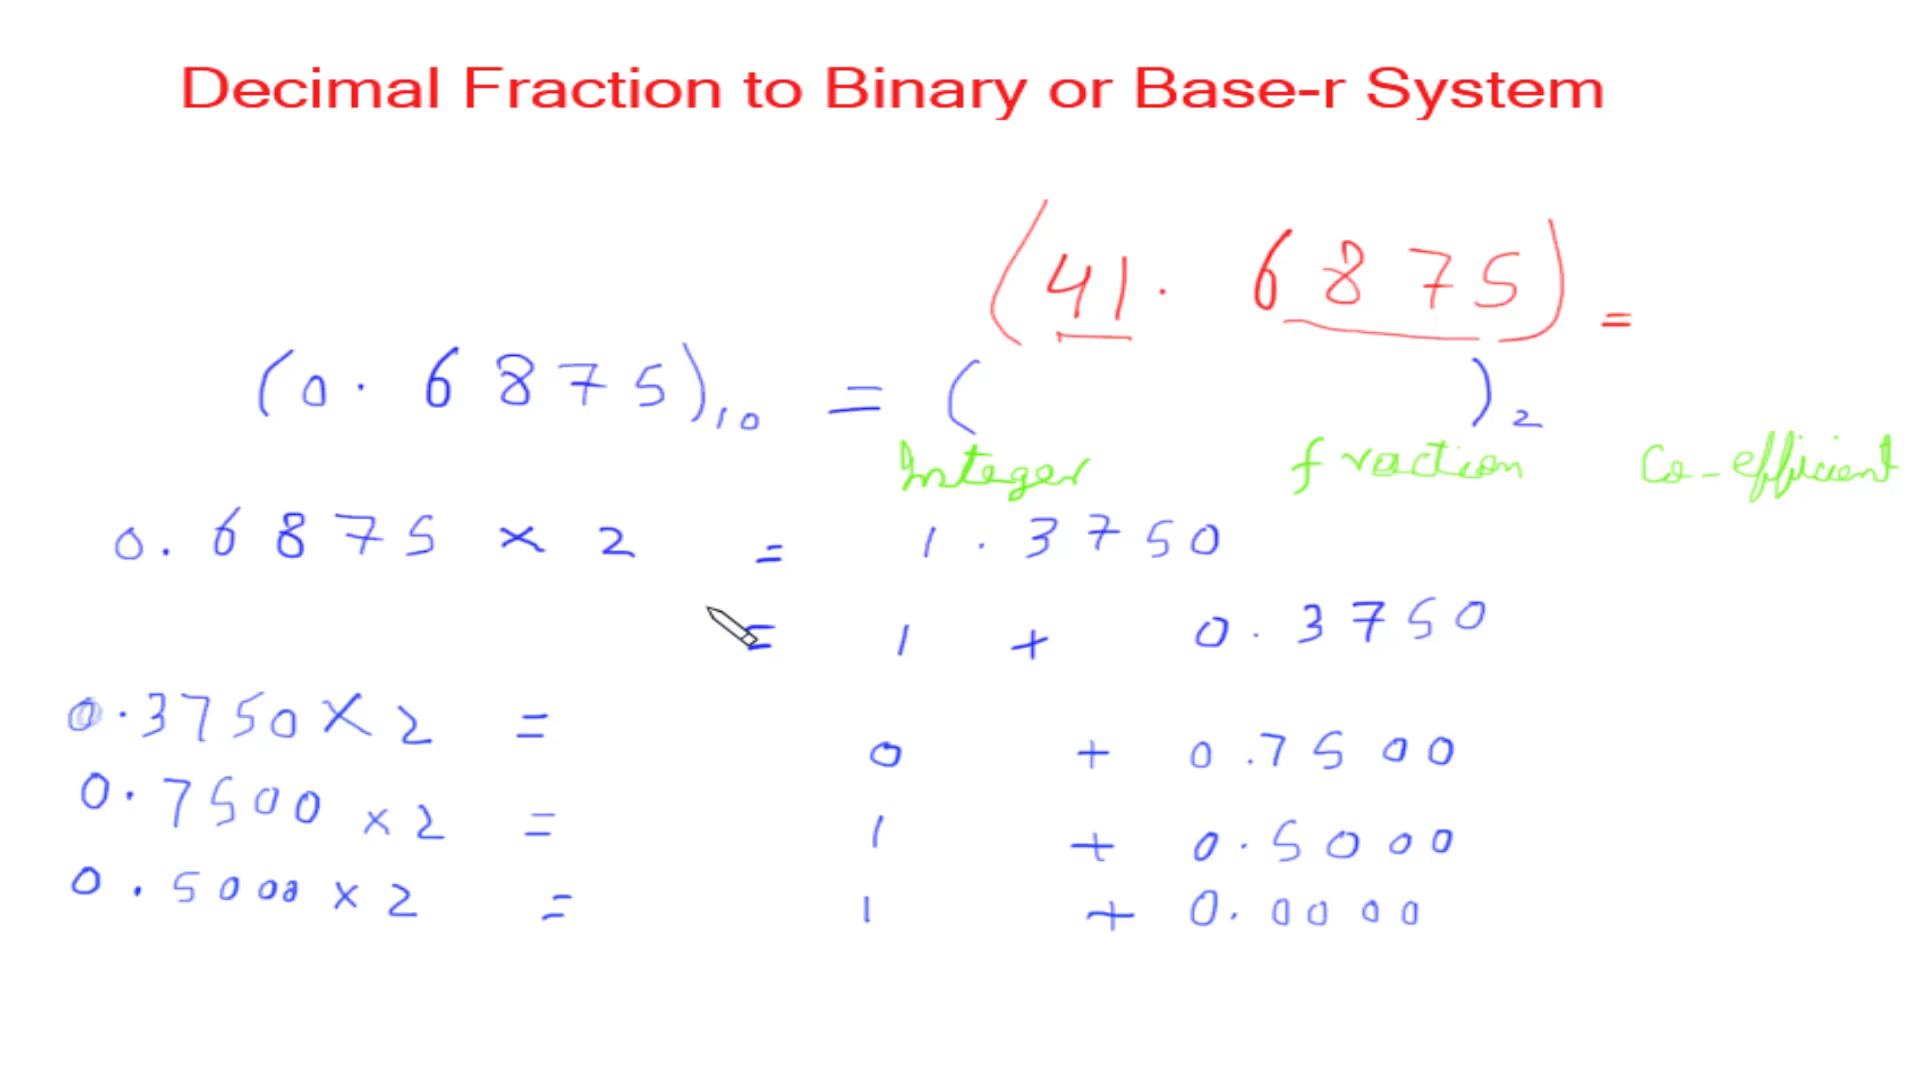 Decimal Fraction to Binary or Base-r System
(41. 6875) =
(0. 6875)10 = ( )2
Integer fraction Co-efficient
0. 6875 × 2 = 1. 3750
= 1 + 0. 3750
0.3750 × 2 = 0 + 0.7500
0.7500 × 2 = 1 + 0.5000
0.5000 × 2 = 1 + 0.0000